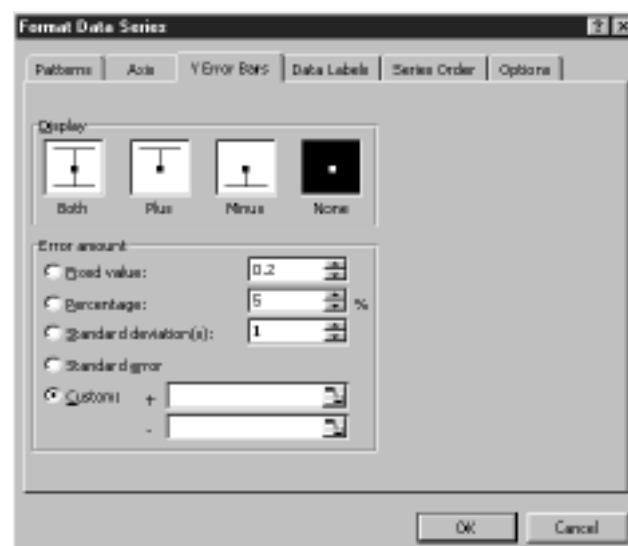 Format Data Series
Patterns Axis Y Error Bars Data Labels Series Order Options
Display
Both Plus Minus None
Error amount
Fixed value: 0.2
Percentage: 5 %
Standard deviation(s): 1
Standard error
Custom: +
-
OK Cancel